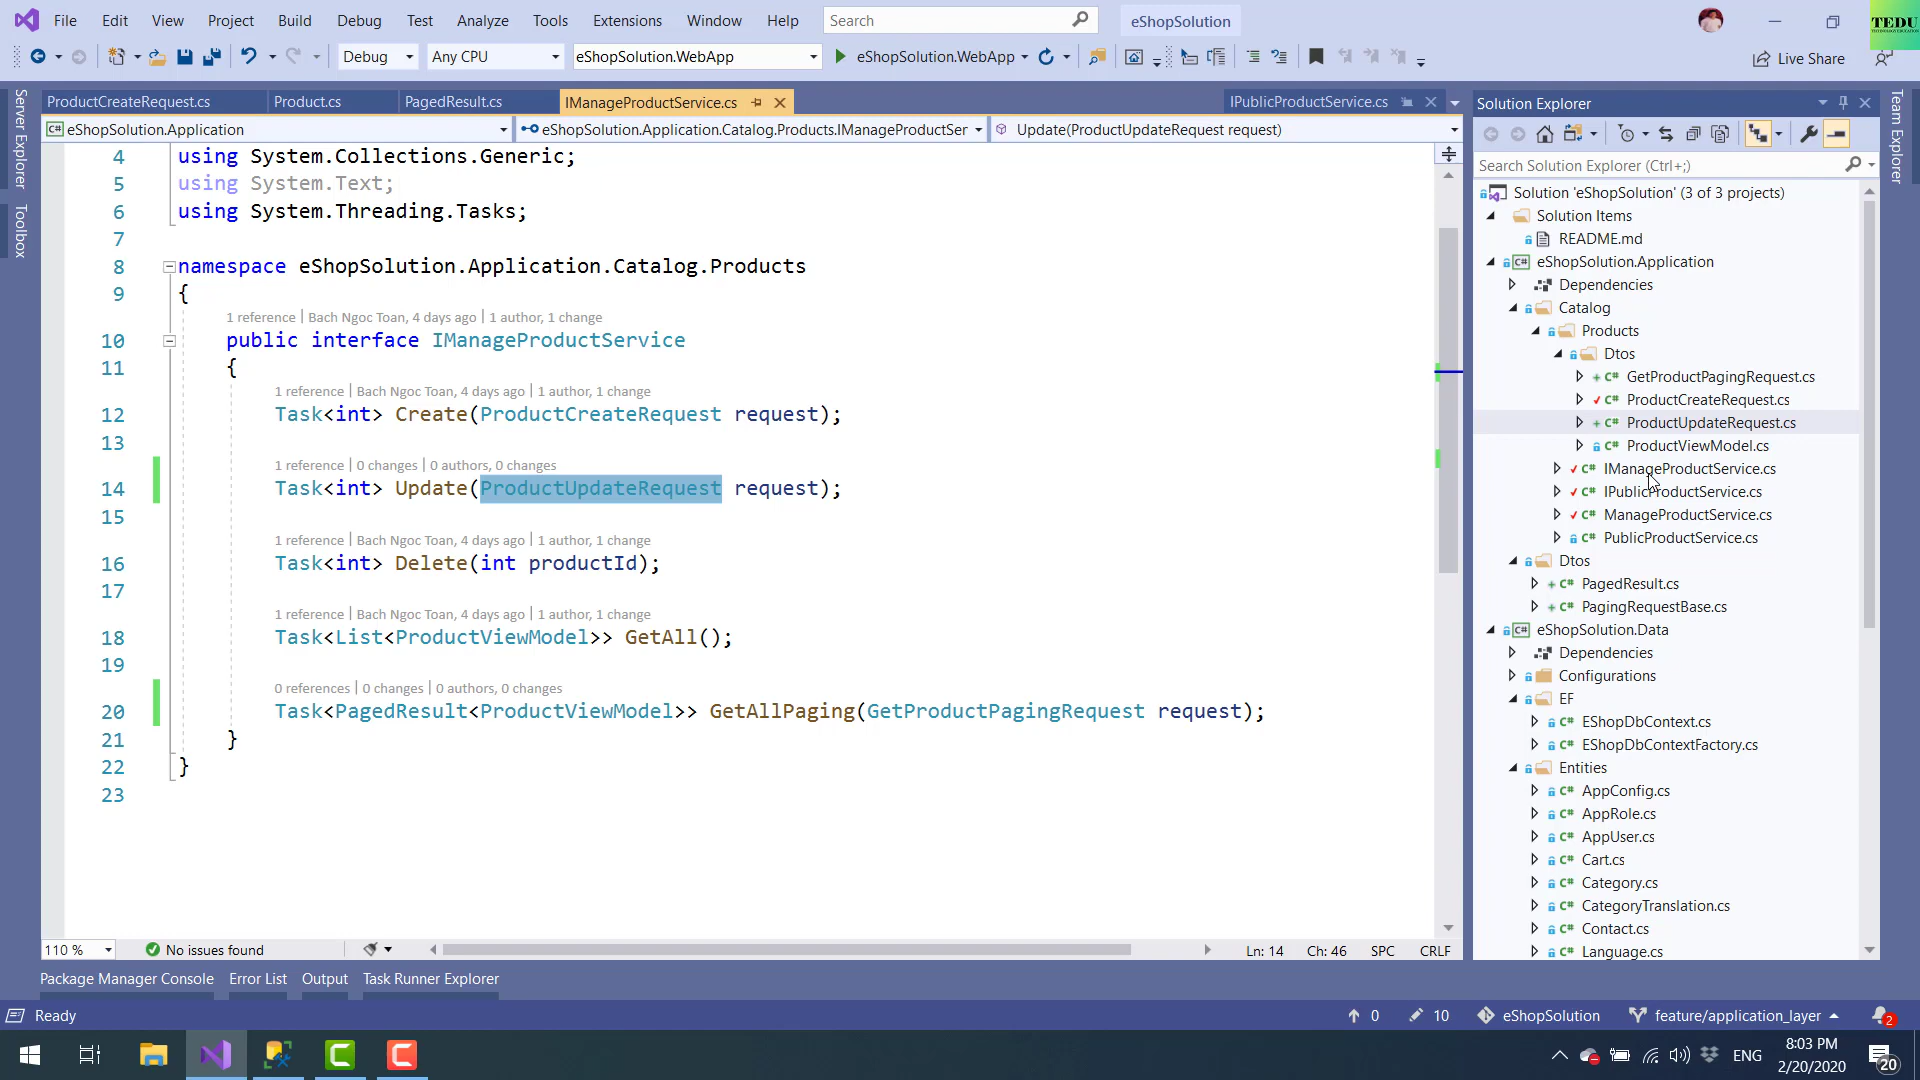 File Edit View Project Build Debug Test Analyze Tools Extensions Window Help Search eShopSolution TEDU
Debug Any CPU eShopSolution.WebApp eShopSolution.WebApp Live Share
Server Explorer
Toolbox
ProductCreateRequest.cs Product.cs PagedResult.cs IManageProductService.cs IPublicProductService.cs
C# eShopSolution.Application eShopSolution.Application.Catalog.Products.IManageProductSer Update(ProductUpdateRequest request)
4 using System.Collections.Generic;
5 using System.Text;
6 using System.Threading.Tasks;
7
8 namespace eShopSolution.Application.Catalog.Products
9 {
1 reference | Bach Ngoc Toan, 4 days ago | 1 author, 1 change
10 public interface IManageProductService
11 {
1 reference | Bach Ngoc Toan, 4 days ago | 1 author, 1 change
12 Task<int> Create(ProductCreateRequest request);
13
1 reference | 0 changes | 0 authors, 0 changes
14 Task<int> Update(ProductUpdateRequest request);
15
1 reference | Bach Ngoc Toan, 4 days ago | 1 author, 1 change
16 Task<int> Delete(int productId);
17
1 reference | Bach Ngoc Toan, 4 days ago | 1 author, 1 change
18 Task<List<ProductViewModel>> GetAll();
19
0 references | 0 changes | 0 authors, 0 changes
20 Task<PagedResult<ProductViewModel>> GetAllPaging(GetProductPagingRequest request);
21 }
22 }
23
110 % No issues found Ln: 14 Ch: 46 SPC CRLF
Solution Explorer
Search Solution Explorer (Ctrl+;)
Solution 'eShopSolution' (3 of 3 projects)
Solution Items
README.md
C# eShopSolution.Application
Dependencies
Catalog
Products
Dtos
C# GetProductPagingRequest.cs
C# ProductCreateRequest.cs
C# ProductUpdateRequest.cs
C# ProductViewModel.cs
C# IManageProductService.cs
C# IPublicProductService.cs
C# ManageProductService.cs
C# PublicProductService.cs
Dtos
C# PagedResult.cs
C# PagingRequestBase.cs
C# eShopSolution.Data
Dependencies
Configurations
EF
C# EShopDbContext.cs
C# EShopDbContextFactory.cs
Entities
C# AppConfig.cs
C# AppRole.cs
C# AppUser.cs
C# Cart.cs
C# Category.cs
C# CategoryTranslation.cs
C# Contact.cs
C# Language.cs
Team Explorer
Package Manager Console Error List Output Task Runner Explorer
Ready 0 10 eShopSolution feature/application_layer 2
ENG 8:03 PM
2/20/2020 20